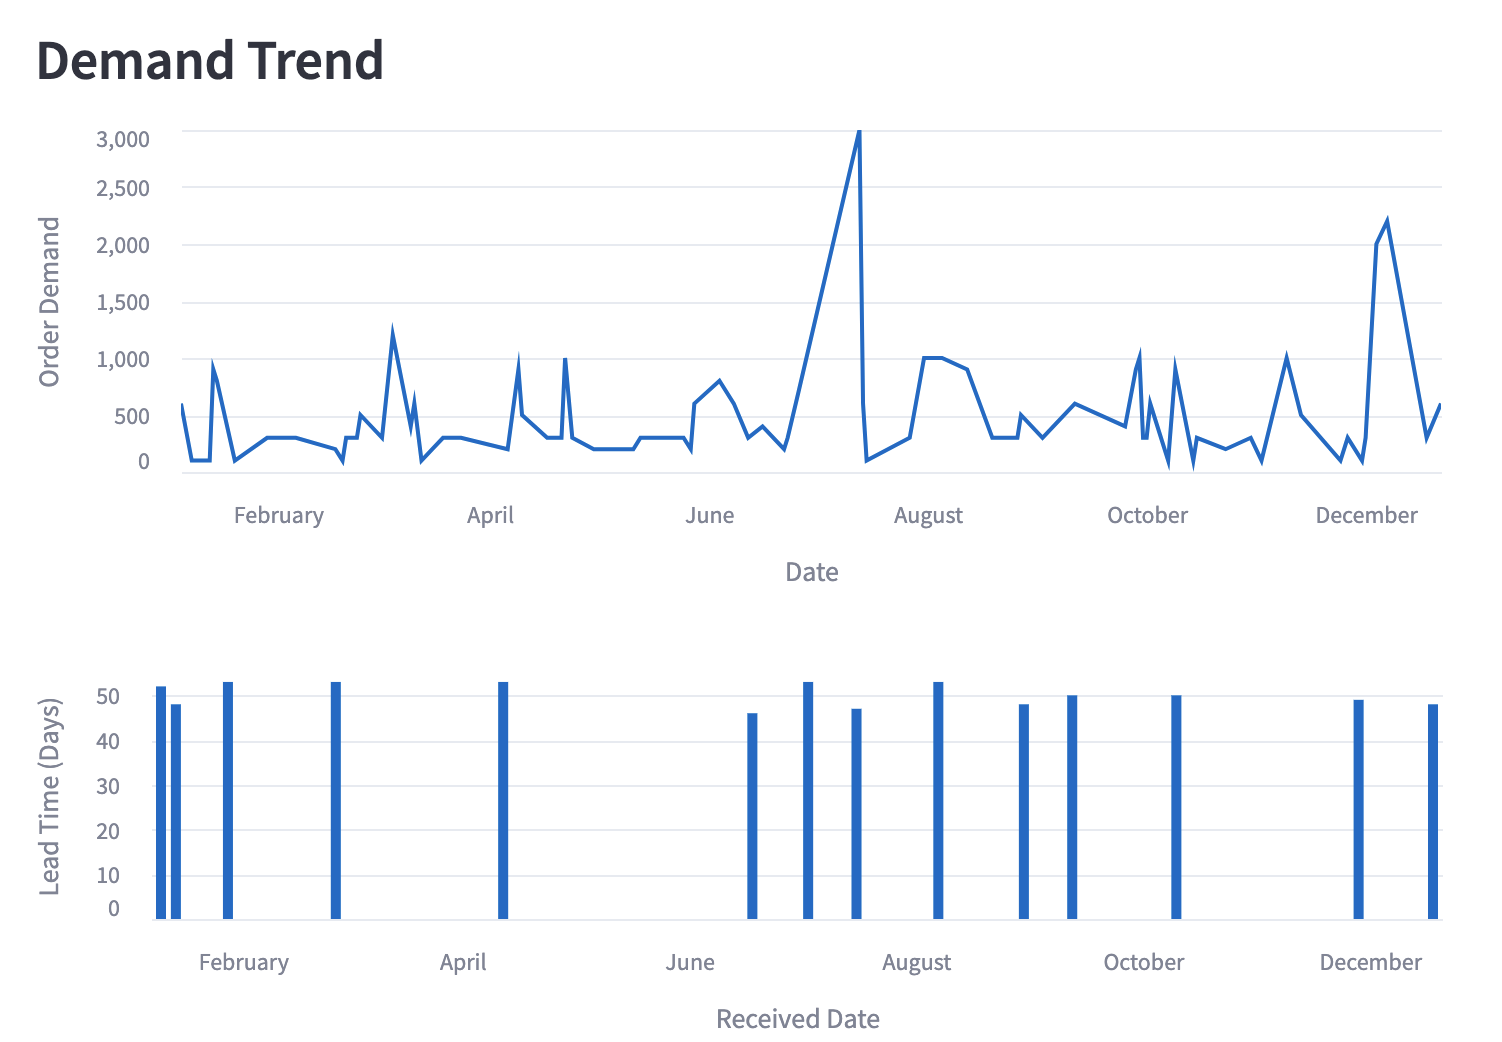 Demand Trend
Order Demand
3,000
2,500
2,000
1,500
1,000
500
0
February April June August October December
Date
Lead Time (Days)
50
40
30
20
10
0
February April June August October December
Received Date